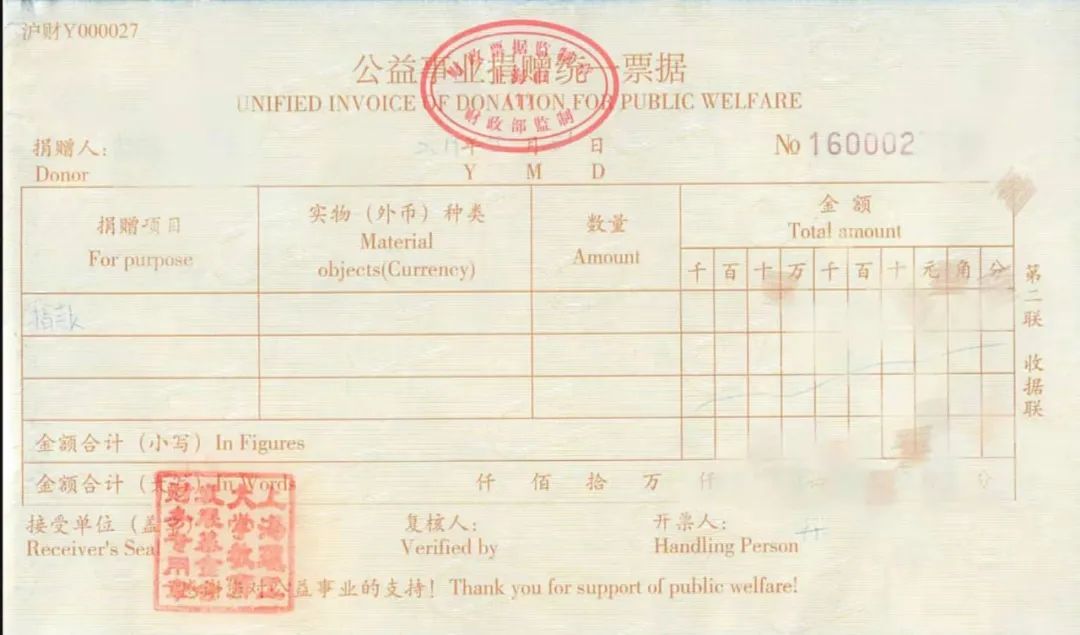 沪财Y000027
公益事业捐赠统一票据
UNIFIED INVOICE OF DONATION FOR PUBLIC WELFARE
财政部监制
捐赠人：
Donor
年 月 日
Y M D
No 160002
捐赠项目
For purpose
实物（外币）种类
Material
objects(Currency)
数量
Amount
金 额
Total amount
千 百 十 万 千 百 十 元 角 分
捐款
第二联 收据联
金额合计（小写）In Figures
金额合计（大写）In Words
仟 佰 拾 万 仟 分
接受单位（盖章）
Receiver's Seal
复核人：
Verified by
开票人：
Handling Person
感谢您对公益事业的支持！Thank you for support of public welfare!